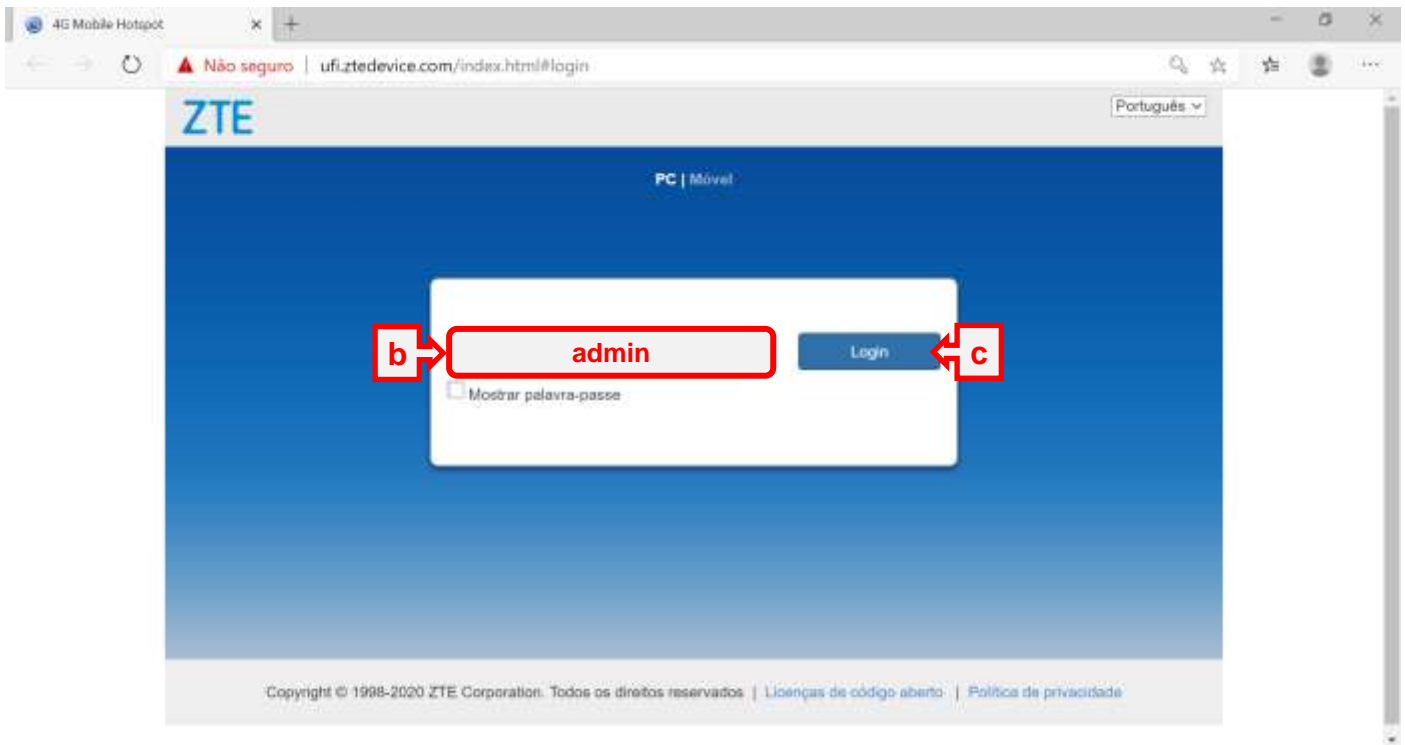 4G Mobile Hotspot
Não seguro | ufi.ztedevice.com/index.html#login
ZTE
Português
PC | Móvel
b
admin
Login
c
Mostrar palavra-passe
Copyright © 1998-2020 ZTE Corporation. Todos os direitos reservados | Licenças de código aberto | Política de privacidade